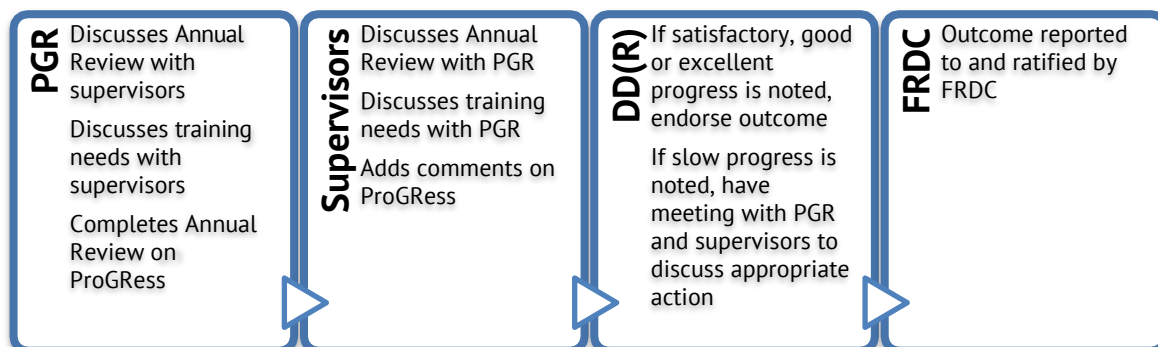 PGR
Discusses Annual
Review with
supervisors
Discusses training
needs with
supervisors
Completes Annual
Review on
ProGRess
Supervisors
Discusses Annual
Review with PGR
Discusses training
needs with PGR
Adds comments on
ProGRess
DD(R)
If satisfactory, good
or excellent
progress is noted,
endorse outcome
If slow progress is
noted, have
meeting with PGR
and supervisors to
discuss appropriate
action
FRDC
Outcome reported
to and ratified by
FRDC